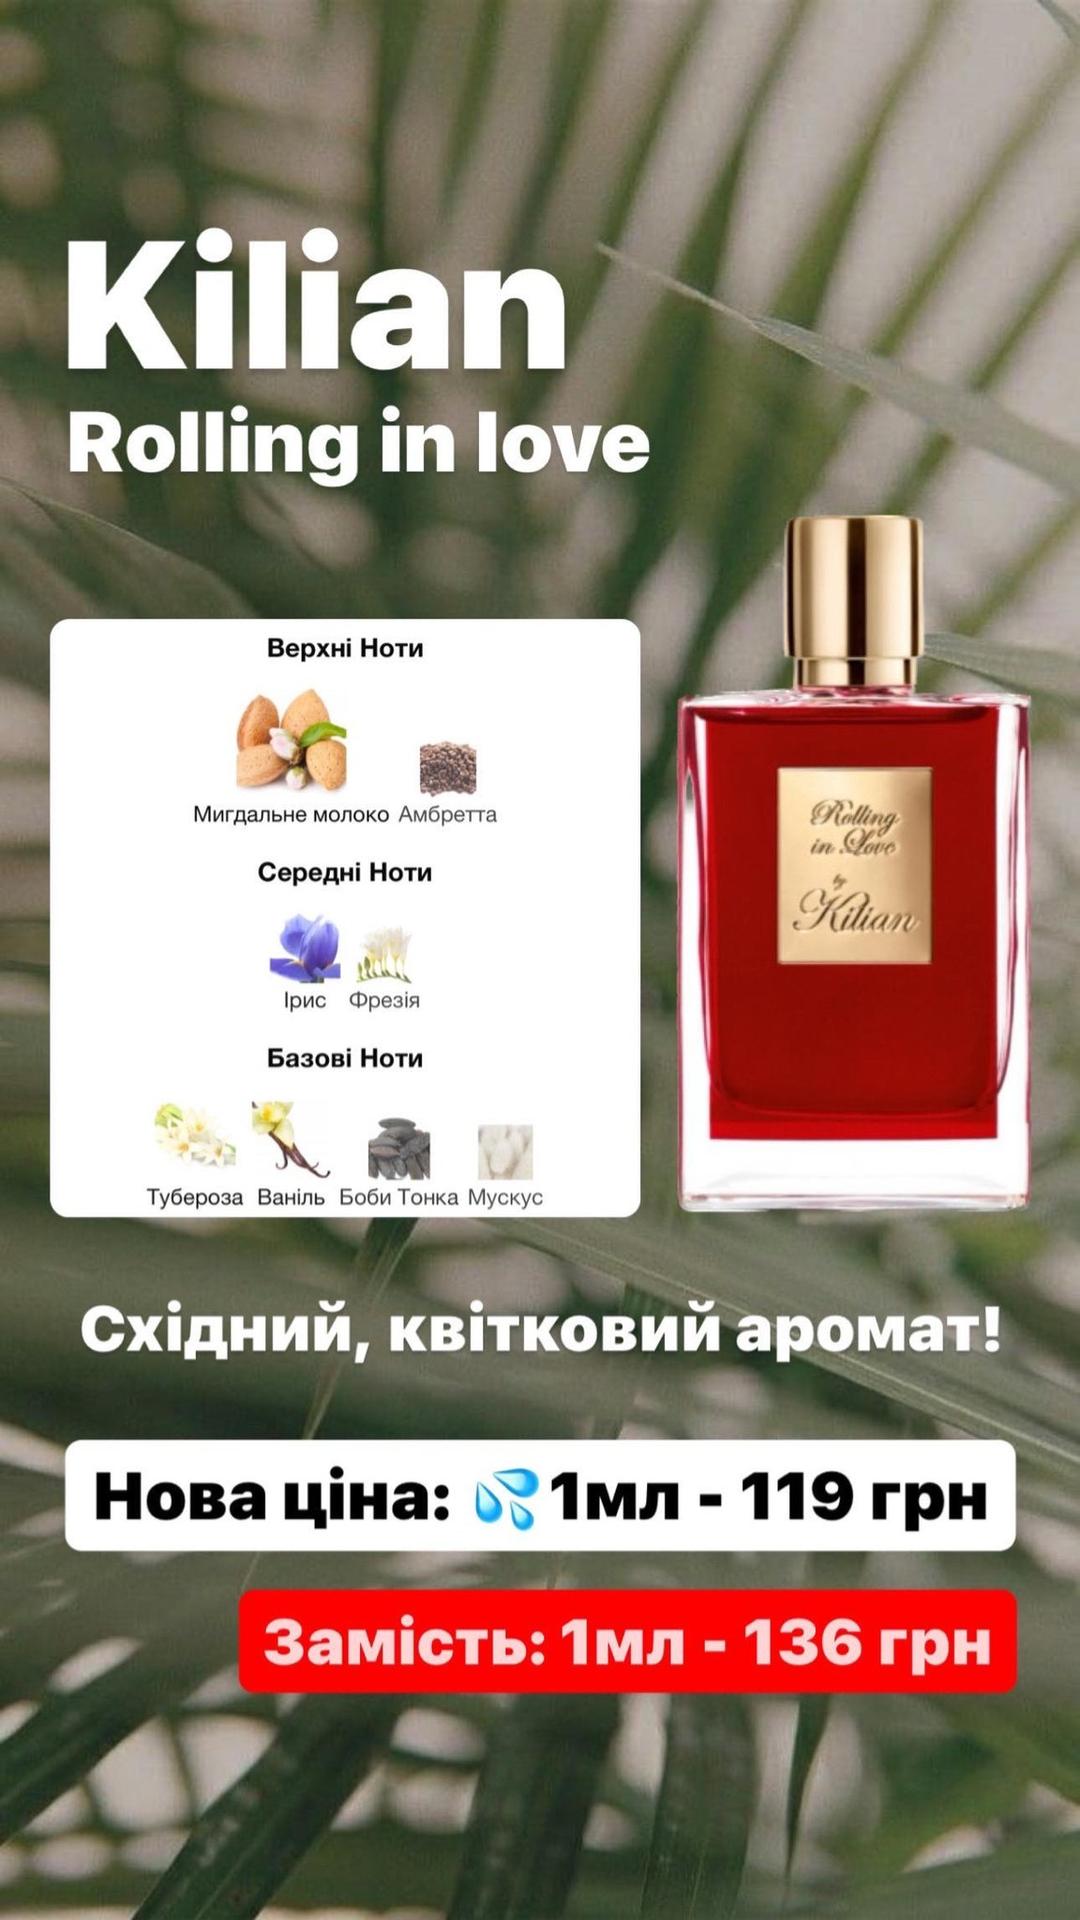 Kilian
Rolling in love
Верхні Ноти
Мигдальне молоко Амбретта
Середні Ноти
Ірис Фрезія
Базові Ноти
Тубероза Ваніль Боби Тонка Мускус
Rolling
in Love
by
Kilian
Східний, квітковий аромат!
Нова ціна: 💦1мл - 119 грн
Замість: 1мл - 136 грн